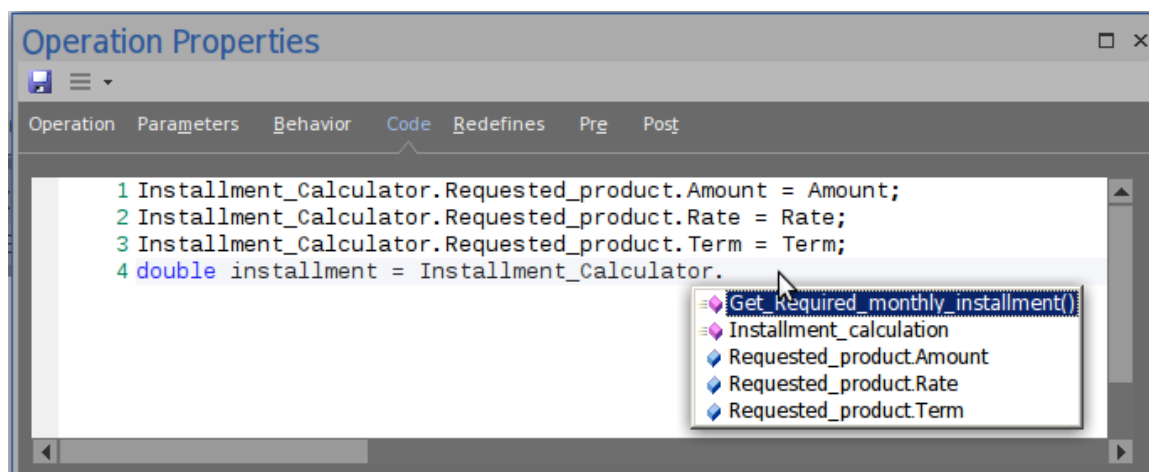 Operation Properties
Operation Parameters Behavior Code Redefines Pre Post
1 Installment_Calculator.Requested_product.Amount = Amount;
2 Installment_Calculator.Requested_product.Rate = Rate;
3 Installment_Calculator.Requested_product.Term = Term;
4 double installment = Installment_Calculator.
Get_Required_monthly_installment()
Installment_calculation
Requested_product.Amount
Requested_product.Rate
Requested_product.Term